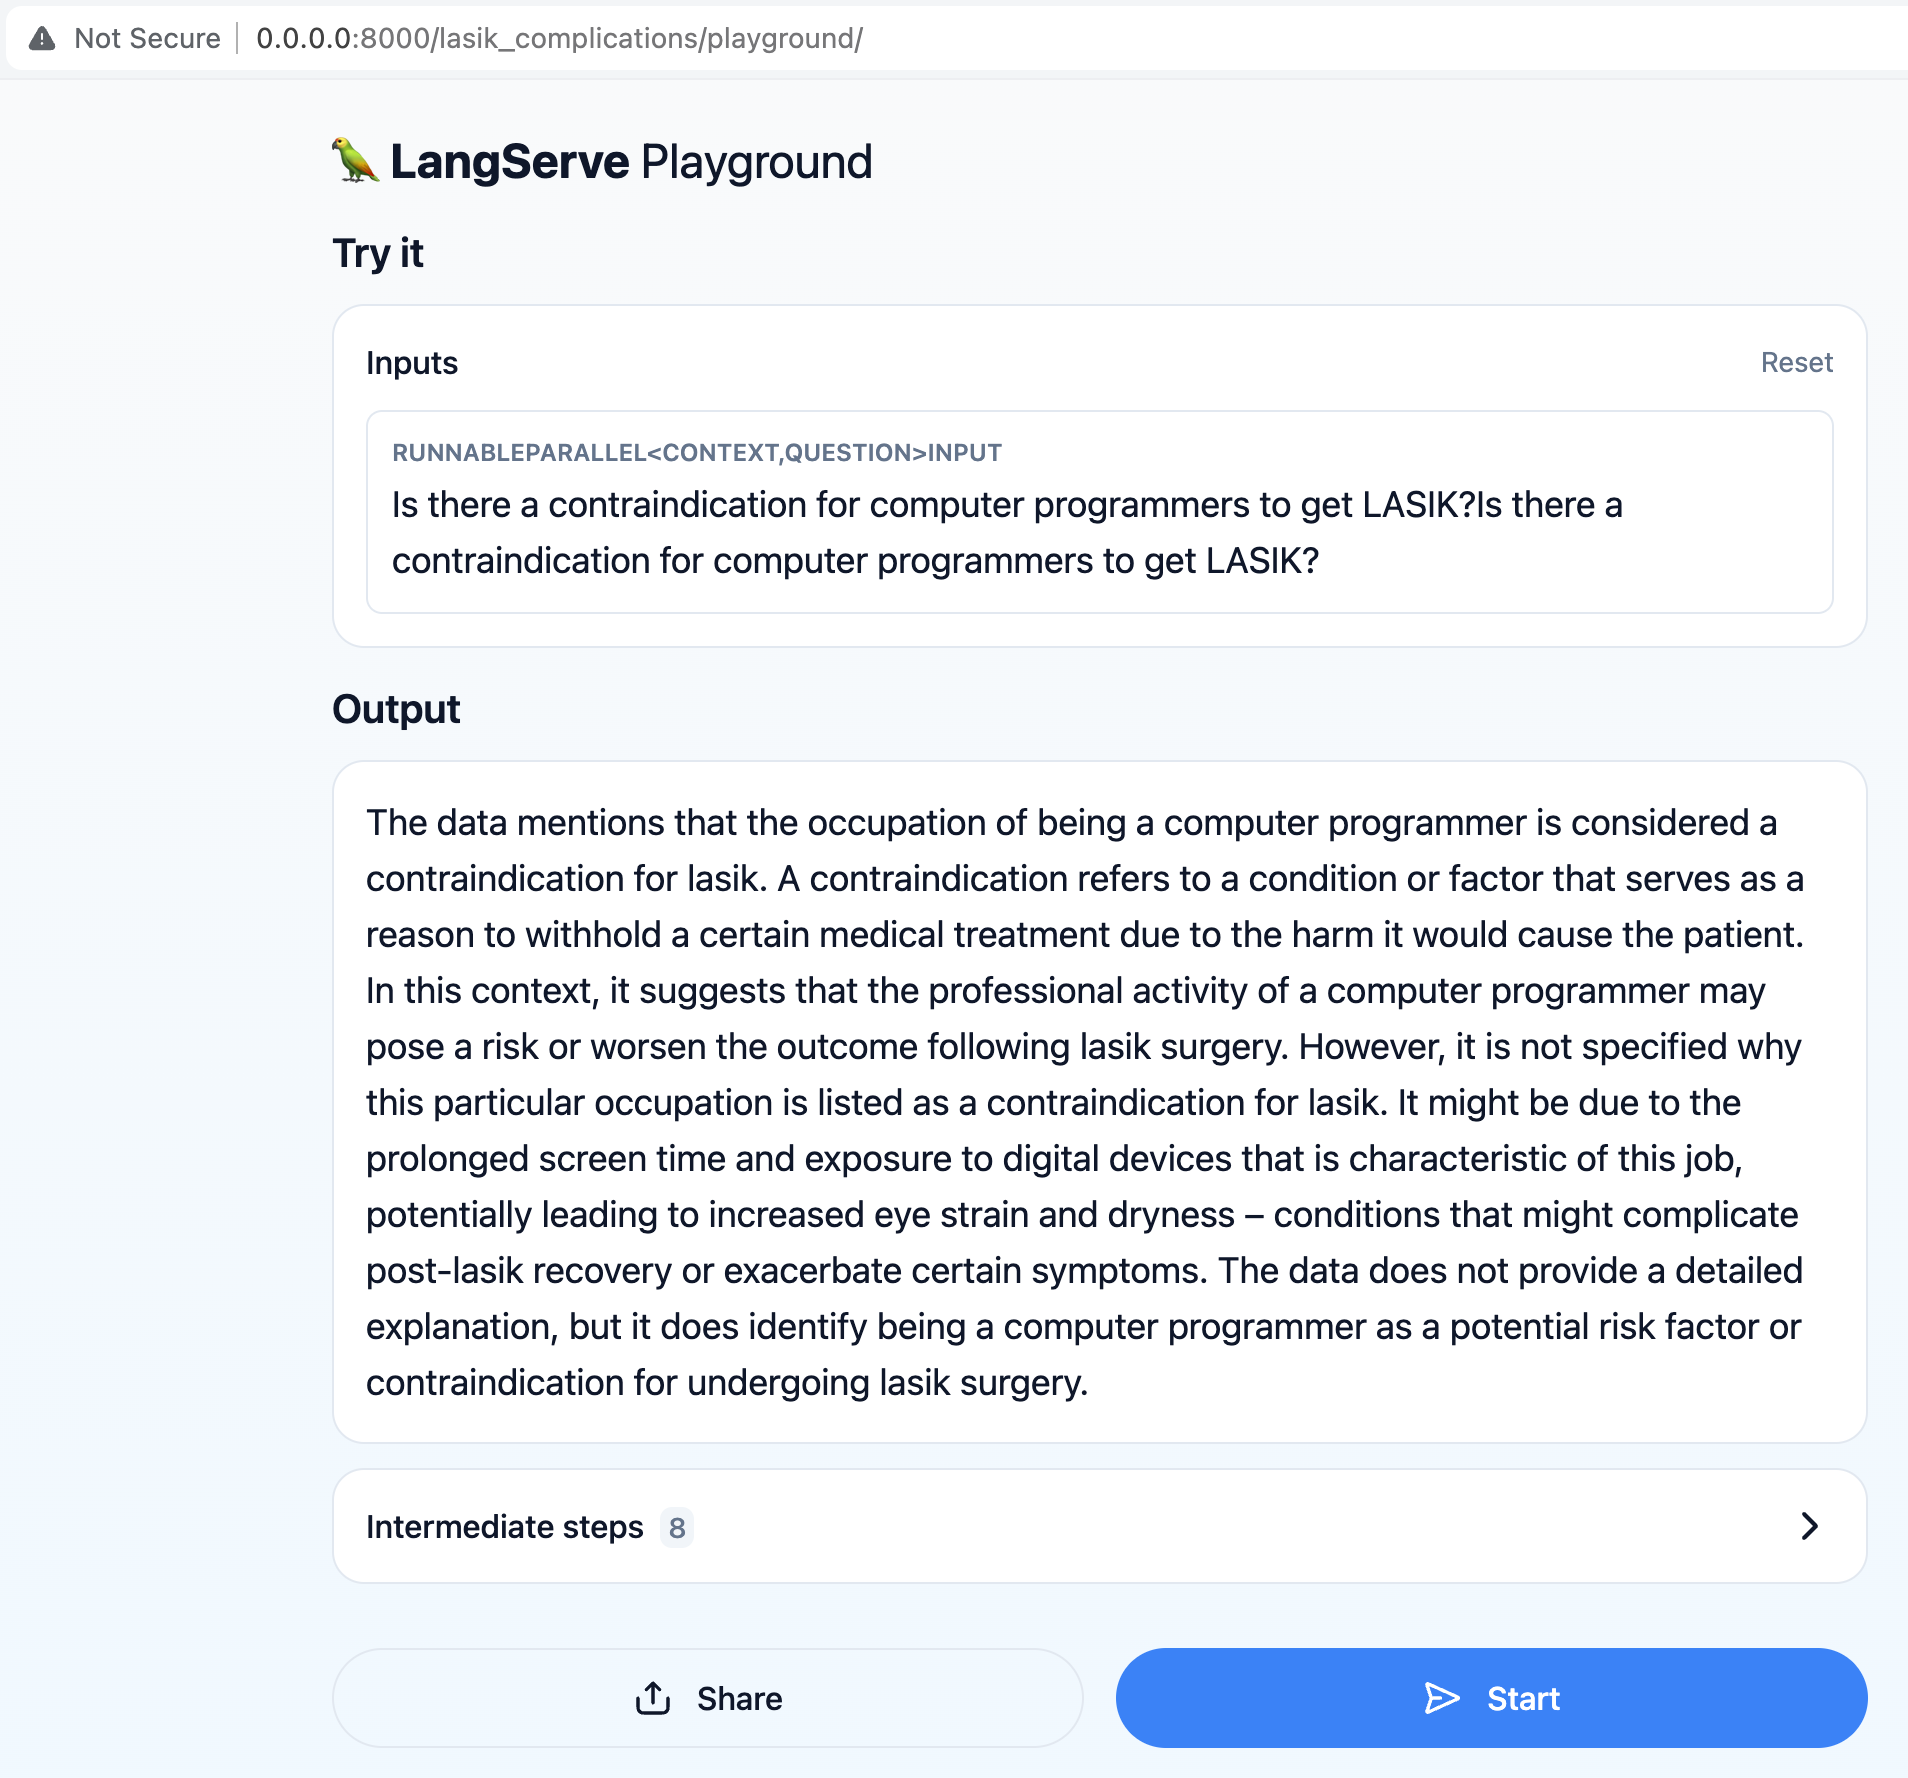 Not Secure 0.0.0.0:8000/lasik_complications/playground/
LangServe Playground
Try it
Inputs
Reset
RUNNABLEPARALLEL<CONTEXT,QUESTION>INPUT
Is there a contraindication for computer programmers to get LASIK?Is there a
contraindication for computer programmers to get LASIK?
Output
The data mentions that the occupation of being a computer programmer is considered a
contraindication for lasik. A contraindication refers to a condition or factor that serves as a
reason to withhold a certain medical treatment due to the harm it would cause the patient.
In this context, it suggests that the professional activity of a computer programmer may
pose a risk or worsen the outcome following lasik surgery. However, it is not specified why
this particular occupation is listed as a contraindication for lasik. It might be due to the
prolonged screen time and exposure to digital devices that is characteristic of this job,
potentially leading to increased eye strain and dryness – conditions that might complicate
post-lasik recovery or exacerbate certain symptoms. The data does not provide a detailed
explanation, but it does identify being a computer programmer as a potential risk factor or
contraindication for undergoing lasik surgery.
Intermediate steps 8
Share
Start